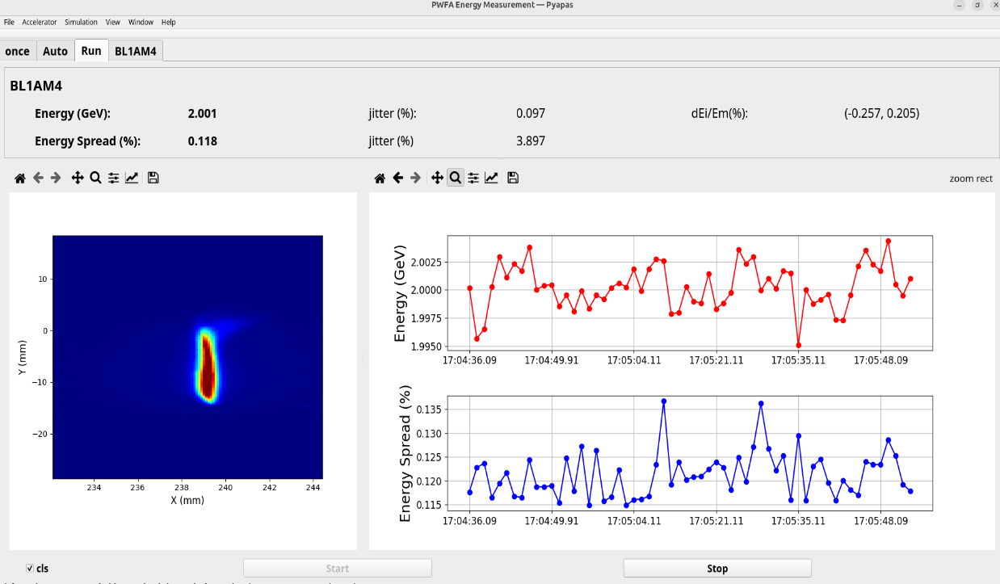 PWFA Energy Measurement — Pyapas
File Accelerator Simulation View Window Help
once Auto Run BL1AM4
BL1AM4
Energy (GeV): 2.001 jitter (%): 0.097 dEi/Em(%): (-0.257, 0.205)
Energy Spread (%): 0.118 jitter (%) 3.897
zoom rect
10
0
−10
−20
Y (mm)
234 236 238 240 242 244
X (mm)
Energy (GeV)
2.0025
2.0000
1.9975
1.9950
17:04:36.09 17:04:49.91 17:05:04.11 17:05:21.11 17:05:35.11 17:05:48.09
Energy Spread (%)
0.135
0.130
0.125
0.120
0.115
17:04:36.09 17:04:49.91 17:05:04.11 17:05:21.11 17:05:35.11 17:05:48.09
cls Start Stop